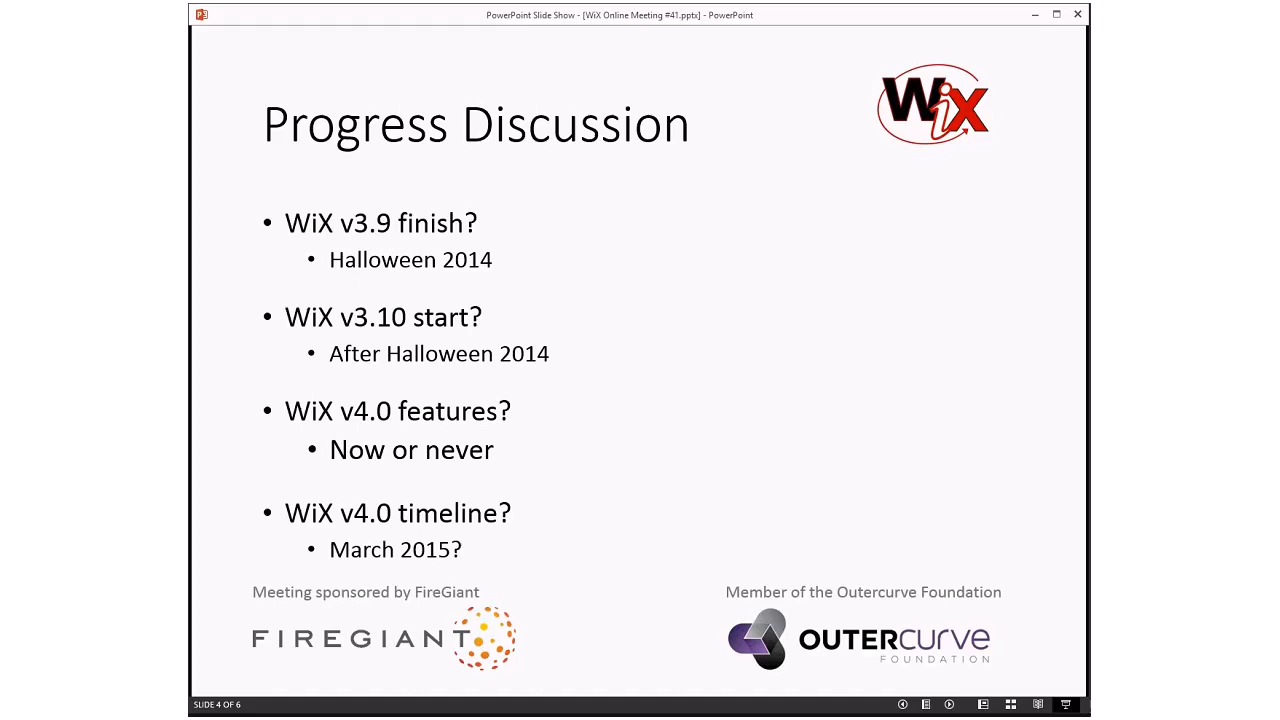 PowerPoint Slide Show - [WiX Online Meeting #41.pptx] - PowerPoint
WiX
Progress Discussion
• WiX v3.9 finish?
• Halloween 2014
• WiX v3.10 start?
• After Halloween 2014
• WiX v4.0 features?
• Now or never
• WiX v4.0 timeline?
• March 2015?
Meeting sponsored by FireGiant
FIREGIANT
Member of the Outercurve Foundation
OUTERCURVE
FOUNDATION
SLIDE 4 OF 6